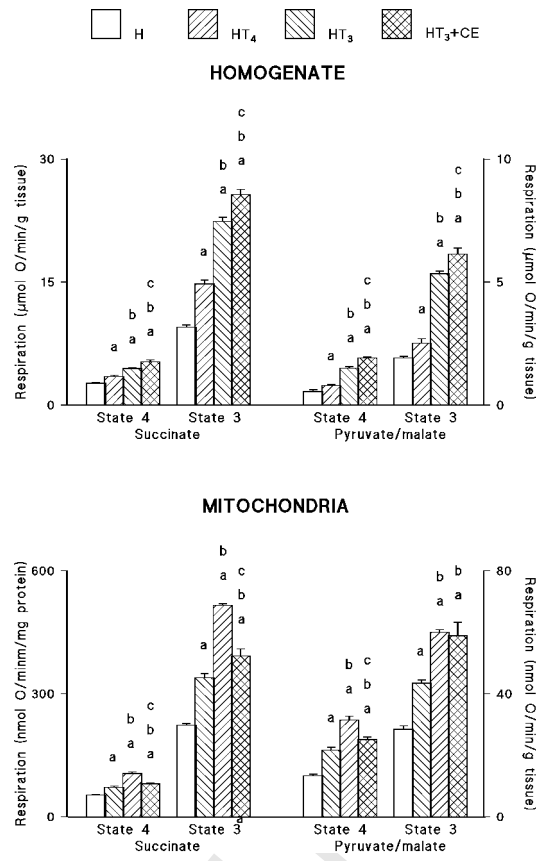 H HT4 HT3 HT3+CE
HOMOGENATE
Respiration (μmol O/min/g tissue)
30
15
0
a
b
a
c
b
a
a
b
a
c
b
a
a
b
a
c
b
a
a
b
a
c
b
a
10
5
0
Respiration (μmol O/min/g tissue)
State 4 State 3 State 4 State 3
Succinate Pyruvate/malate
MITOCHONDRIA
Respiration (nmol O/minm/mg protein)
600
300
0
a
b
a
c
b
a
a
b
a
c
b
a
a
b
a
c
b
a
a
b
a
b
a
80
40
0
Respiration (nmol O/min/g tissue)
a
State 4 State 3 State 4 State 3
Succinate Pyruvate/malate